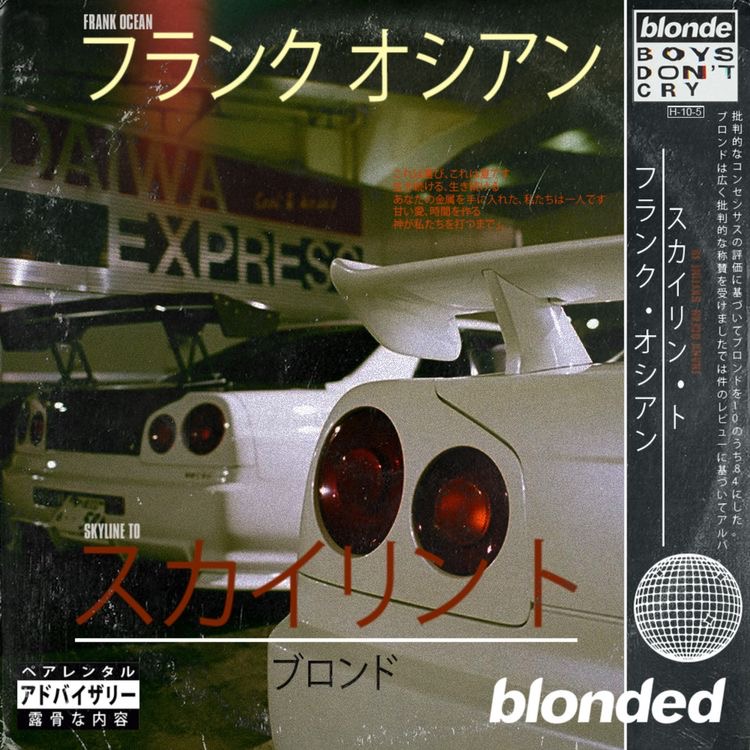 FRANK OCEAN
フランク オシアン
DAIWA
EXPRESS
これは喜び、これは夏です
生き続ける
あなたの金属を手に入れた、私たちは一人です
甘い愛、時間を作る
神が私たちを打つまで」
SKYLINE TO
スカイリント
ブロンド
ペアレンタル
アドバイザリー
露骨な内容
blonded
blonde
BOYS
DON'T
CRY
H-10-5
批判的なコンセンサスの評価に基づいてブロンドを10のうち8.4にした。
ブロンドは広く批判的な称賛を受けましたでは件のレビューに基づいてアルバ
スカイリン・ト
フランク・オシアン